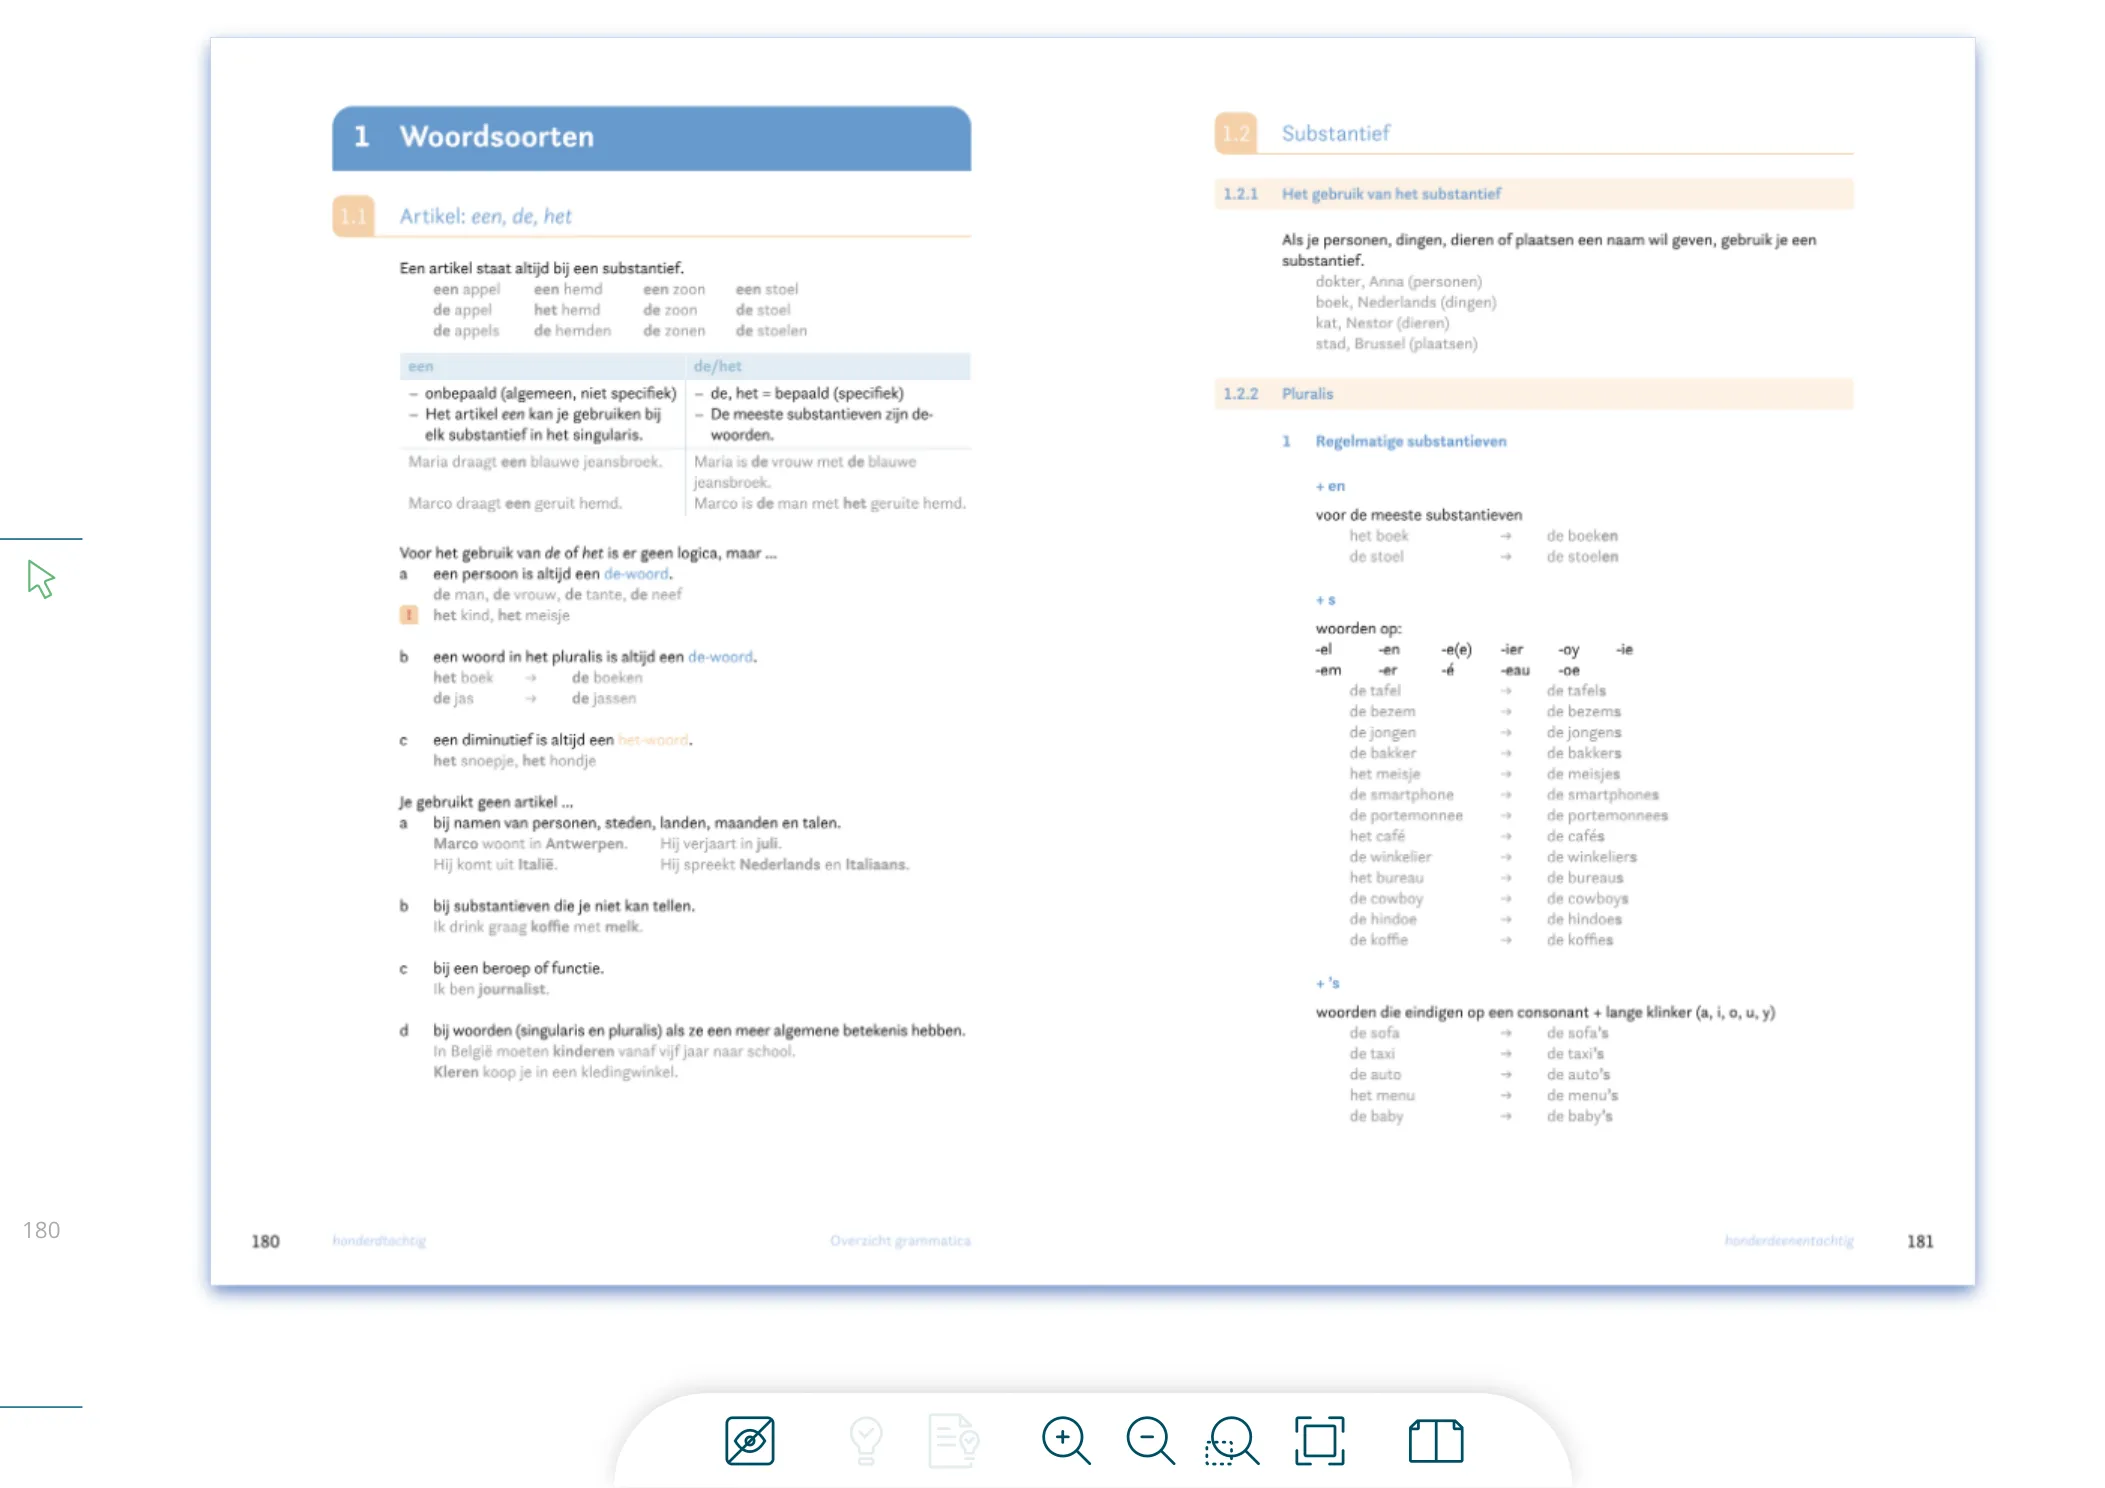 1 Woordsoorten
1.1 Artikel: een, de, het
Een artikel staat altijd bij een substantief.
een appel een hemd een zoon een stoel
de appel het hemd de zoon de stoel
de appels de hemden de zonen de stoelen
een de/het
– onbepaald (algemeen, niet specifiek) – de, het = bepaald (specifiek)
– Het artikel een kan je gebruiken bij – De meeste substantieven zijn de-
elk substantief in het singularis. woorden.
Maria draagt een blauwe jeansbroek. Maria is de vrouw met de blauwe
jeansbroek.
Marco draagt een geruit hemd. Marco is de man met het geruite hemd.
Voor het gebruik van de of het is er geen logica, maar ...
a een persoon is altijd een de-woord.
de man, de vrouw, de tante, de neef
! het kind, het meisje
b een woord in het pluralis is altijd een de-woord.
het boek → de boeken
de jas → de jassen
c een diminutief is altijd een het-woord.
het snoepje, het hondje
Je gebruikt geen artikel ...
a bij namen van personen, steden, landen, maanden en talen.
Marco woont in Antwerpen. Hij verjaart in juli.
Hij komt uit Italië. Hij spreekt Nederlands en Italiaans.
b bij substantieven die je niet kan tellen.
Ik drink graag koffie met melk.
c bij een beroep of functie.
Ik ben journalist.
d bij woorden (singularis en pluralis) als ze een meer algemene betekenis hebben.
In België moeten kinderen vanaf vijf jaar naar school.
Kleren koop je in een kledingwinkel.
180 honderdtachtig Overzicht grammatica
1.2 Substantief
1.2.1 Het gebruik van het substantief
Als je personen, dingen, dieren of plaatsen een naam wil geven, gebruik je een
substantief.
dokter, Anna (personen)
boek, Nederlands (dingen)
kat, Nestor (dieren)
stad, Brussel (plaatsen)
1.2.2 Pluralis
1 Regelmatige substantieven
+ en
voor de meeste substantieven
het boek → de boeken
de stoel → de stoelen
+ s
woorden op:
-el -en -e(e) -ier -oy -ie
-em -er -é -eau -oe
de tafel → de tafels
de bezem → de bezems
de jongen → de jongens
de bakker → de bakkers
het meisje → de meisjes
de smartphone → de smartphones
de portemonnee → de portemonnees
het café → de cafés
de winkelier → de winkeliers
het bureau → de bureaus
de cowboy → de cowboys
de hindoe → de hindoes
de koffie → de koffies
+ 's
woorden die eindigen op een consonant + lange klinker (a, i, o, u, y)
de sofa → de sofa's
de taxi → de taxi's
de auto → de auto's
het menu → de menu's
de baby → de baby's
honderdeenentachtig 181
180